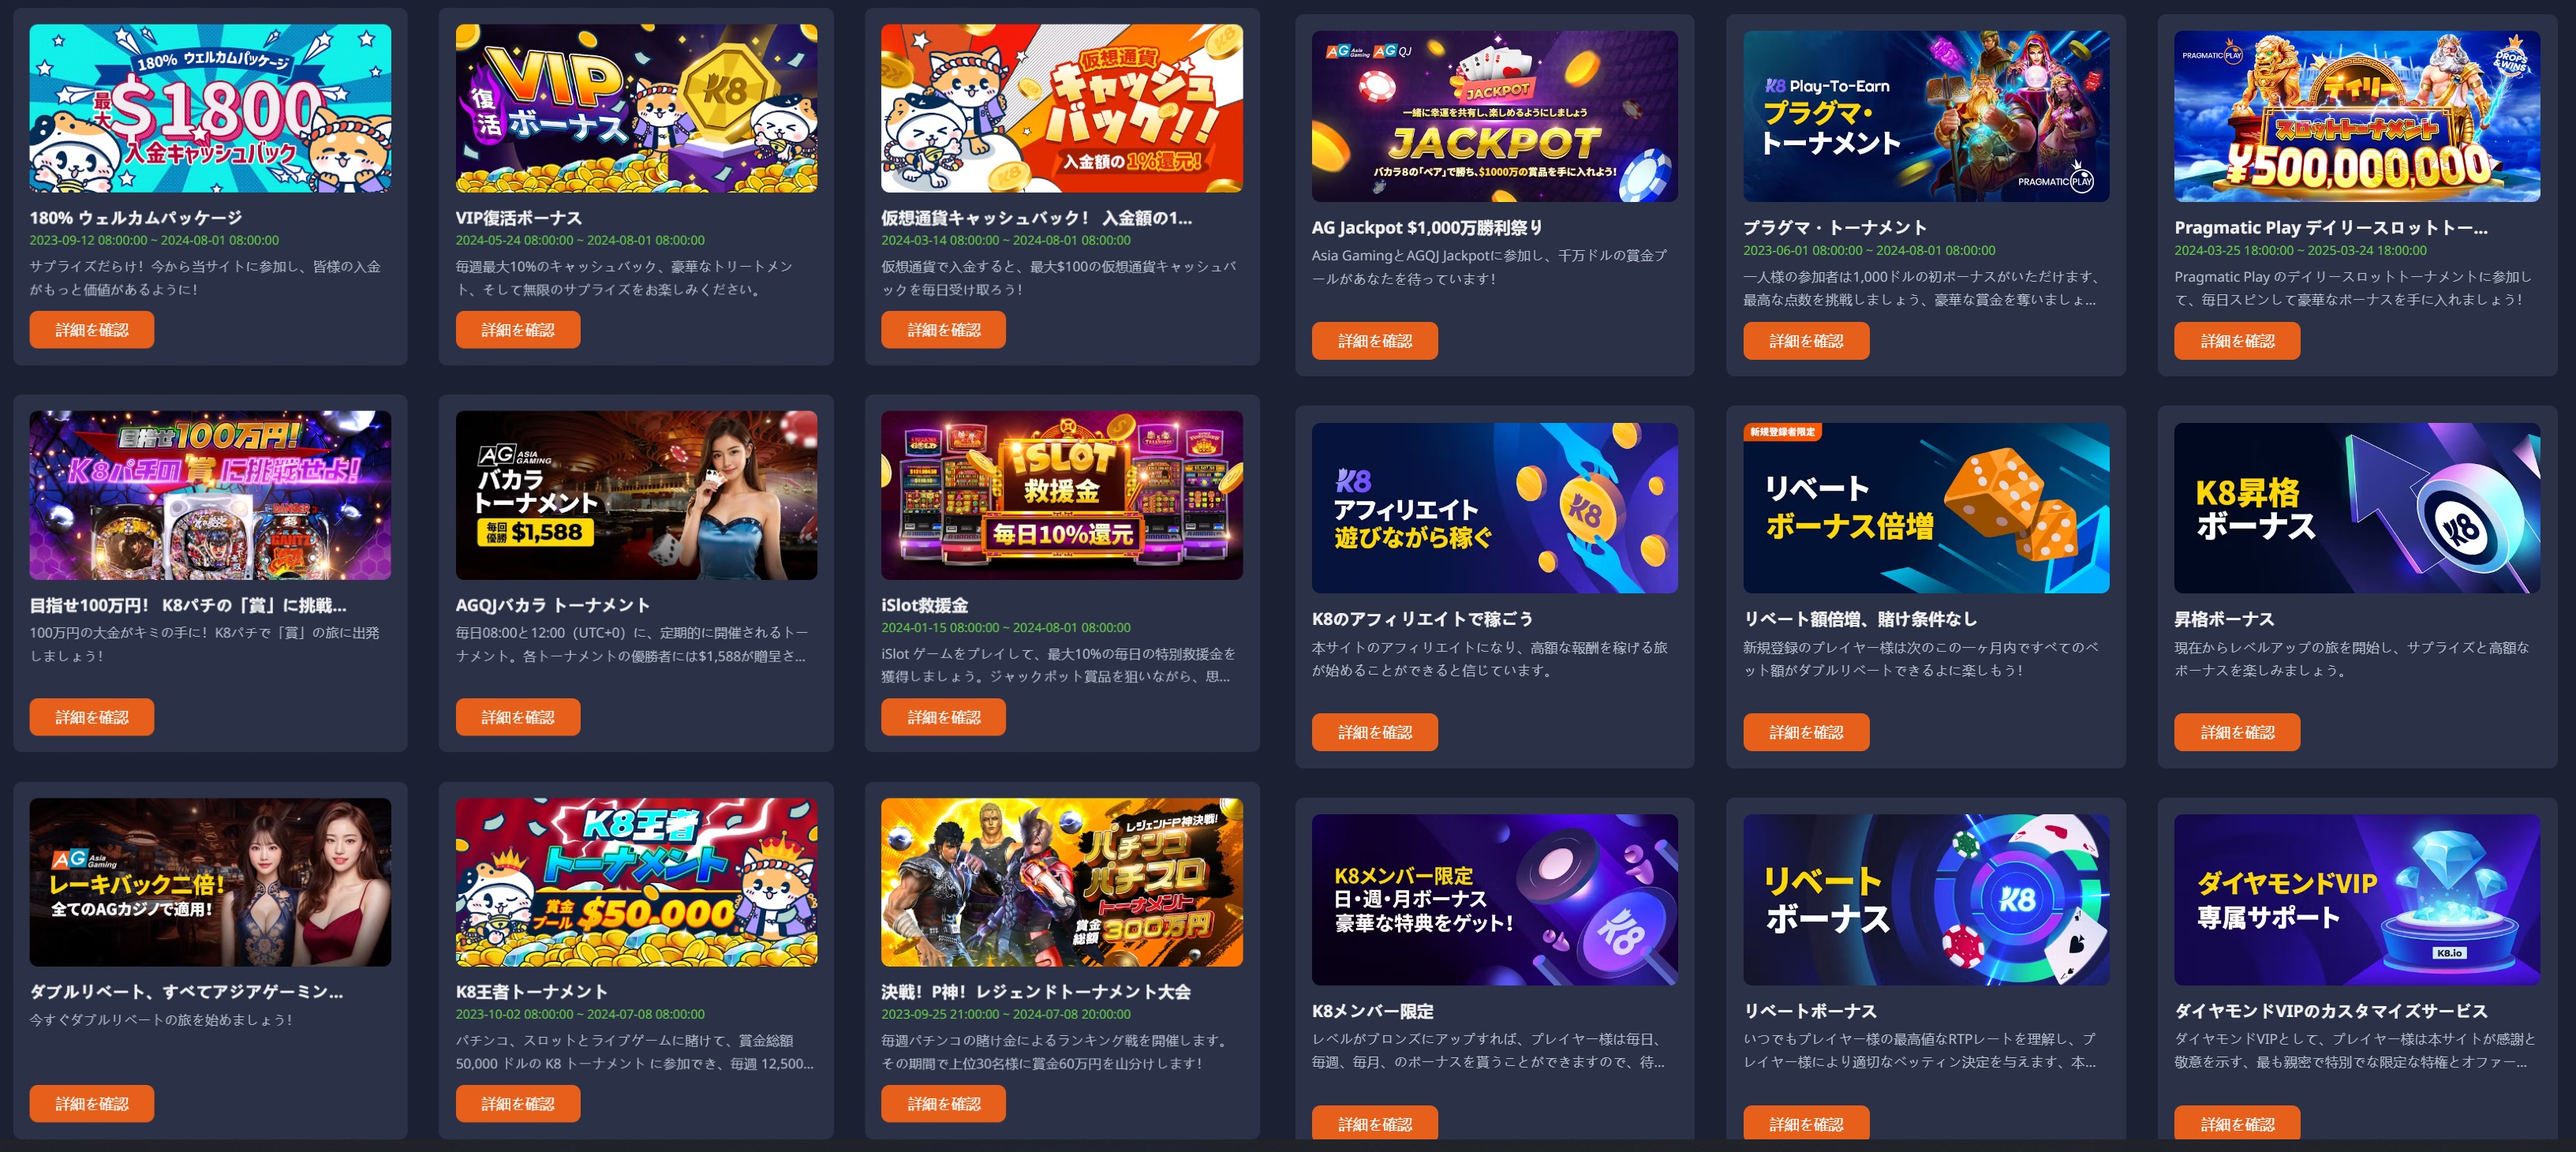 180% ウェルカムパッケージ
最大$1800
入金キャッシュバック
180% ウェルカムパッケージ
2023-09-12 08:00:00 ~ 2024-08-01 08:00:00
サプライズだらけ！今から当サイトに参加し、皆様の入金
がもっと価値があるように！
詳細を確認
VIP
復活
ボーナス
K8
VIP復活ボーナス
2024-05-24 08:00:00 ~ 2024-08-01 08:00:00
毎週最大10%のキャッシュバック、豪華なトリートメン
ト、そして無限のサプライズをお楽しみください。
詳細を確認
仮想通貨
キャッシュ
バック!!
入金額の1%還元!
仮想通貨キャッシュバック！ 入金額の1...
2024-03-14 08:00:00 ~ 2024-08-01 08:00:00
仮想通貨で入金すると、最大$100の仮想通貨キャッシュバ
ックを毎日受け取ろう！
詳細を確認
AG Asia Gaming AG QJ
JACKPOT
一緒に幸運を共有し、楽しめるようにしましょう
JACKPOT
バカラ8の「ペア」で勝ち、$1000万の賞品を手に入れよう!
AG Jackpot $1,000万勝利祭り
Asia GamingとAGQJ Jackpotに参加し、千万ドルの賞金プ
ールがあなたを待っています！
詳細を確認
K8 Play-To-Earn
プラグマ・
トーナメント
PRAGMATIC PLAY
プラグマ・トーナメント
2023-06-01 08:00:00 ~ 2024-08-01 08:00:00
一人様の参加者は1,000ドルの初ボーナスがいただけます、
最高な点数を挑戦しましょう、豪華な賞金を奪いましょ...
詳細を確認
PRAGMATIC PLAY
DROPS & WINS
デイリー
スロットトーナメント
¥500,000,000
Pragmatic Play デイリースロットトー...
2024-03-25 18:00:00 ~ 2025-03-24 18:00:00
Pragmatic Play のデイリースロットトーナメントに参加し
て、毎日スピンして豪華なボーナスを手に入れましょう！
詳細を確認
目指せ100万円!
K8パチの賞に挑戦せよ!
目指せ100万円！ K8パチの「賞」に挑戦...
100万円の大金がキミの手に！K8パチで「賞」の旅に出発
しましょう！
詳細を確認
AG ASIA GAMING
バカラ
トーナメント
毎回優勝 $1,588
AGQJバカラ トーナメント
毎日08:00と12:00（UTC+0）に、定期的に開催されるトー
ナメント。各トーナメントの優勝者には$1,588が贈呈さ...
詳細を確認
iSLOT
救援金
毎日10%還元
iSlot救援金
2024-01-15 08:00:00 ~ 2024-08-01 08:00:00
iSlot ゲームをプレイして、最大10%の毎日の特別救援金を
獲得しましょう。ジャックポット賞品を狙いながら、思...
詳細を確認
K8
アフィリエイト
遊びながら稼ぐ
K8
K8のアフィリエイトで稼ごう
本サイトのアフィリエイトになり、高額な報酬を稼げる旅
が始めることができると信じています。
詳細を確認
新規登録者限定
リベート
ボーナス倍増
リベート額倍増、賭け条件なし
新規登録のプレイヤー様は次のこの一ヶ月内ですべてのベ
ット額がダブルリベートできるよに楽しもう！
詳細を確認
K8昇格
ボーナス
K8
昇格ボーナス
現在からレベルアップの旅を開始し、サプライズと高額な
ボーナスを楽しみましょう。
詳細を確認
AG Asia Gaming
レーキバック二倍！
全てのAGカジノで適用！
ダブルリベート、すべてアジアゲーミン...
今すぐダブルリベートの旅を始めましょう！
詳細を確認
K8王者
トーナメント
賞金プール $50,000
K8王者トーナメント
2023-10-02 08:00:00 ~ 2024-07-08 08:00:00
パチンコ、スロットとライブゲームに賭けて、賞金総額
50,000 ドルの K8 トーナメント に参加でき、毎週 12,500...
詳細を確認
レジェンドP神決戦!
パチンコ
パチスロ
トーナメント
賞金総額 300万円
決戦！P神！レジェンドトーナメント大会
2023-09-25 21:00:00 ~ 2024-07-08 20:00:00
毎週パチンコの賭け金によるランキング戦を開催します。
その期間で上位30名様に賞金60万円を山分けします！
詳細を確認
K8メンバー限定
日・週・月ボーナス
豪華な特典をゲット！
K8
K8メンバー限定
レベルがブロンズにアップすれば、プレイヤー様は毎日、
毎週、毎月、のボーナスを貰うことができますので、待...
詳細を確認
リベート
ボーナス
K8
リベートボーナス
いつでもプレイヤー様の最高値なRTPレートを理解し、プ
レイヤー様により適切なベッティン決定を与えます、本...
詳細を確認
ダイヤモンドVIP
専属サポート
K8.io
ダイヤモンドVIPのカスタマイズサービス
ダイヤモンドVIPとして、プレイヤー様は本サイトが感謝と
敬意を示す、最も親密で特別でな限定な特権とオファー...
詳細を確認